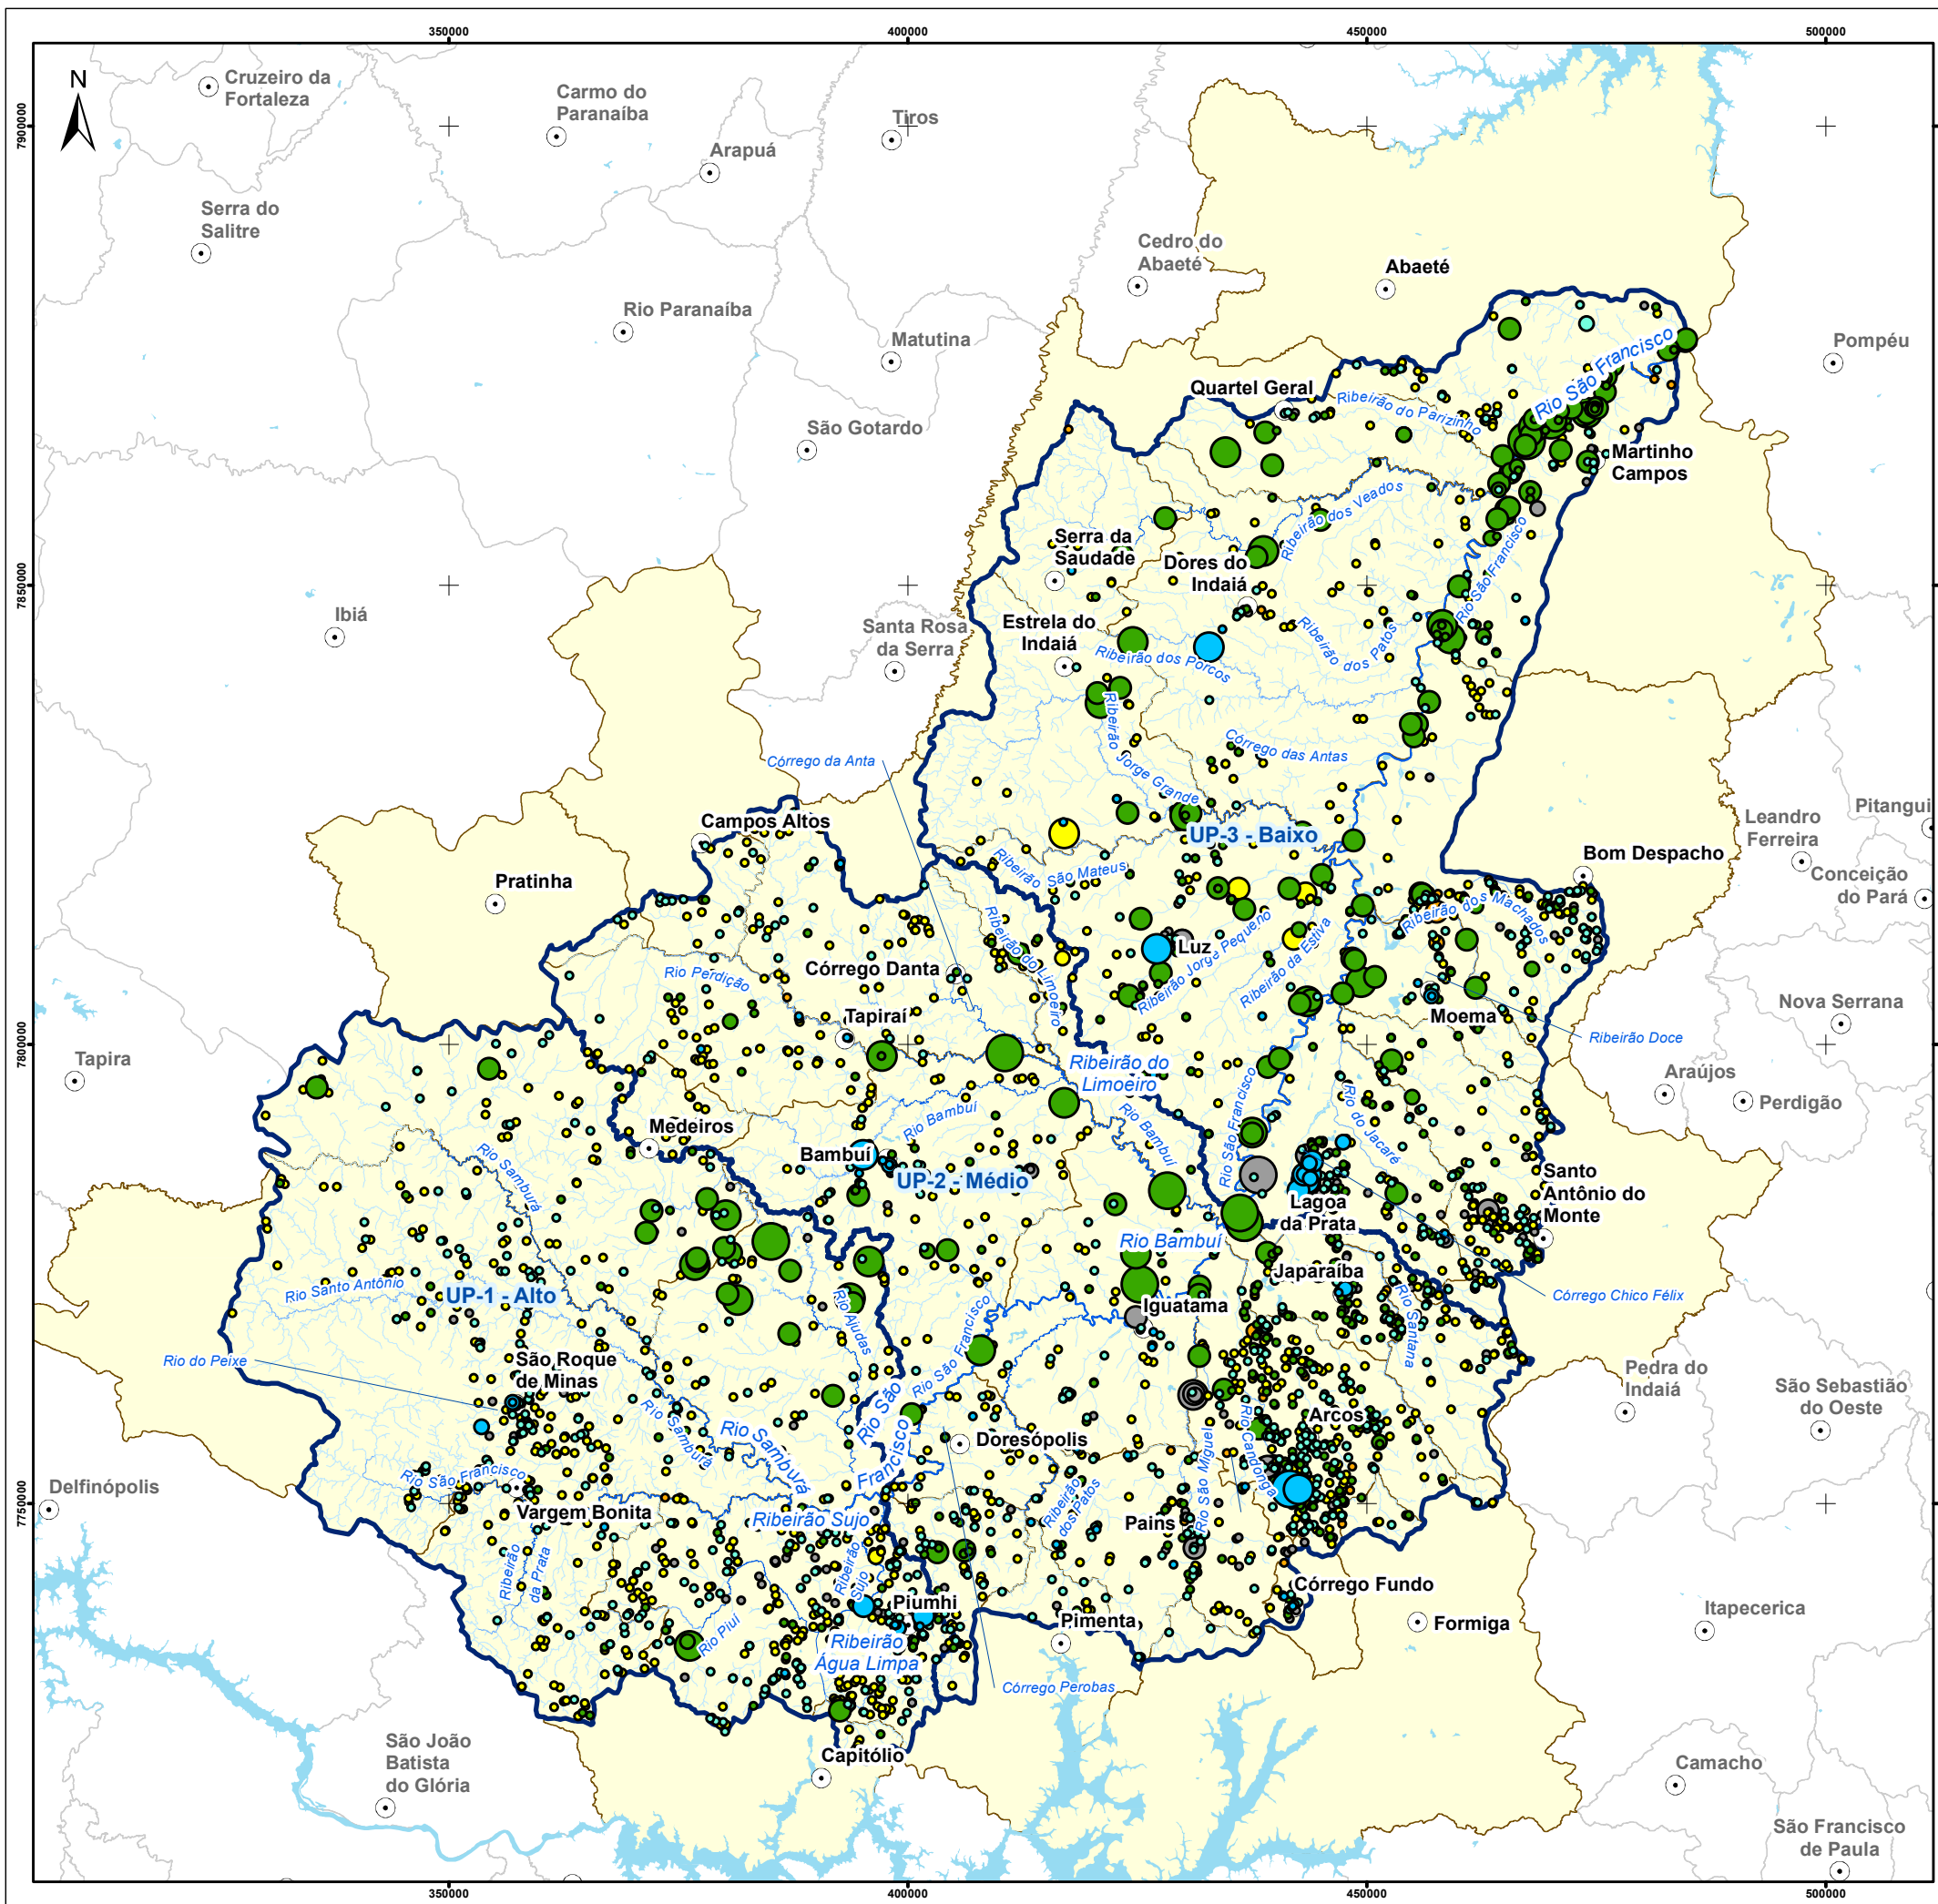 350000
400000
450000
500000
N
Cruzeiro da
Fortaleza
Carmo do
Paranaíba
Tiros
7900000
7900000
Arapuá
Serra do
Salitre
Cedro do
Abaeté
Abaeté
Rio Paranaíba
Matutina
Pompéu
Rio São Francisco
Quartel Geral
Ribeirão do Parizinho
São Gotardo
Martinho
Campos
Ribeirão dos Veados
Serra da
Saudade
Dores do
Indaiá
Rio São Francisco
7850000
Ibiá
Santa Rosa
da Serra
Estrela do
Indaiá
Ribeirão dos Patos
Ribeirão dos Porcos
Ribeirão
Jorge Grande
Córrego das Antas
Córrego da Anta
Campos Altos
UP-3 - Baixo
Leandro
Ferreira
Pitangui
Bom Despacho
Ribeirão São Mateus
Conceição
do Pará
Pratinha
Ribeirão dos Machados
Ribeirão do Limoeiro
Luz
Ribeirão Jorge Pequeno
Ribeirão da Estiva
Córrego Danta
Rio Perdição
Nova Serrana
Tapiraí
Moema
Ribeirão Doce
7800000
Tapira
Ribeirão do
Limoeiro
Araújos
Perdigão
Rio Bambuí
Rio Bambuí
Rio São Francisco
Rio do Jacaré
Medeiros
Bambuí
Rio Samburá
UP-2 - Médio
Santo
Antônio do
Monte
Lagoa
da Prata
Rio Bambuí
Japaraíba
Rio Santo Antônio
UP-1 - Alto
Iguatama
Córrego Chico Félix
Rio Ajudas
Rio São Francisco
Rio Santana
Rio do Peixe
São Roque
de Minas
Pedra do
Indaiá
São Sebastião
do Oeste
Rio São
Francisco
Rio Samburá
Rio Samburá
Arcos
Doresópolis
Rio Candonga
Rio São Miguel
Rio São Francisco
Delfinópolis
7750000
Vargem Bonita
Ribeirão Sujo
Ribeirão
dos Patos
Pains
Ribeirão
da Prata
Ribeirão
Sujo
Córrego Fundo
Piumhi
Pimenta
Formiga
Itapecerica
Rio Piuí
Ribeirão
Água Limpa
Córrego Perobas
São João
Batista
do Glória
Capitólio
Camacho
São Francisco
de Paula
350000
400000
450000
500000